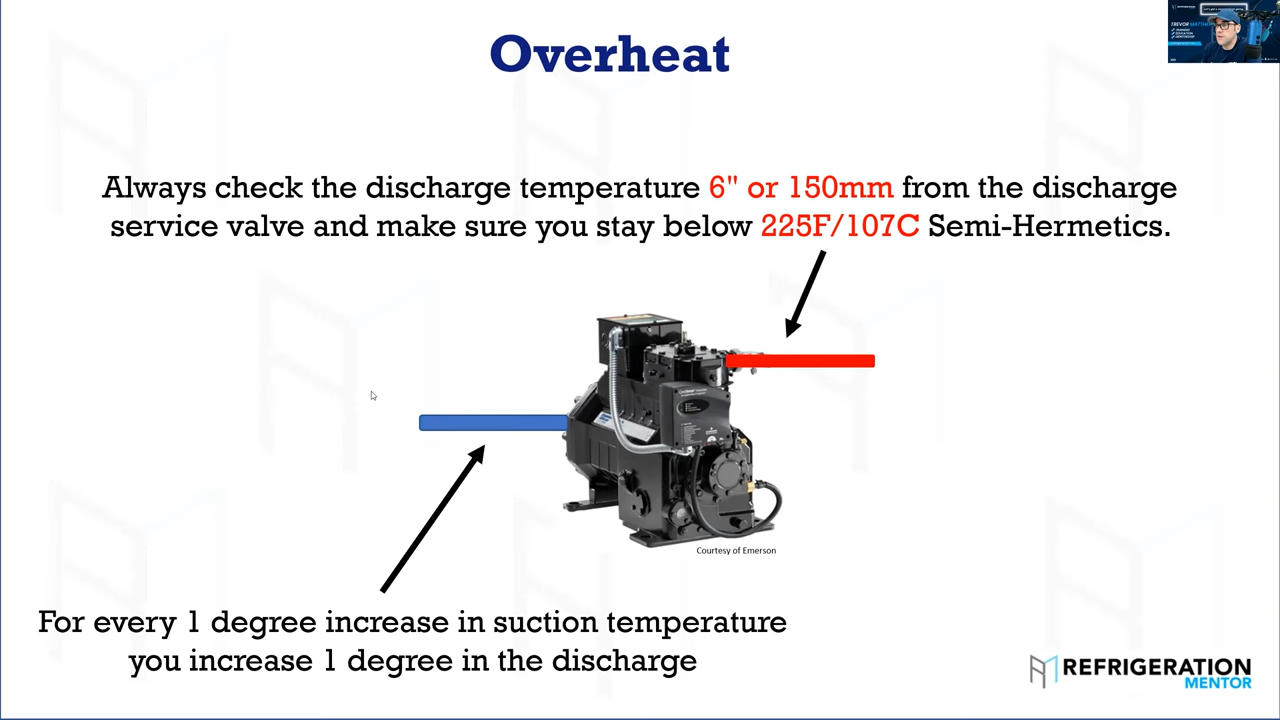 Overheat
Always check the discharge temperature 6" or 150mm from the discharge
service valve and make sure you stay below 225F/107C Semi-Hermetics.
Courtesy of Emerson
For every 1 degree increase in suction temperature
you increase 1 degree in the discharge
REFRIGERATION
MENTOR